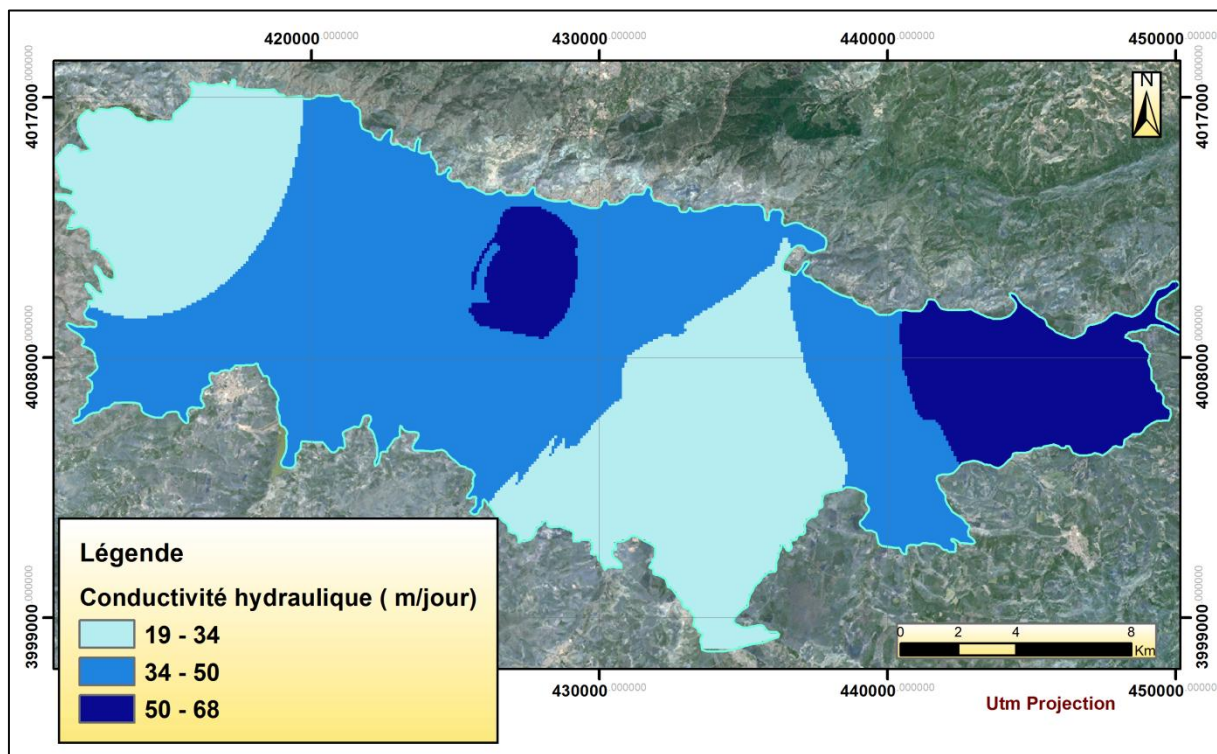 420000.000000 430000.000000 440000.000000 450000.000000
4017000.000000 4017000.000000
N
4008000.000000 4008000.000000
3999000.000000 3999000.000000
Légende
Conductivité hydraulique ( m/jour)
19 - 34
34 - 50
50 - 68
0 2 4 8
Km
430000.000000 440000.000000 450000.000000
Utm Projection